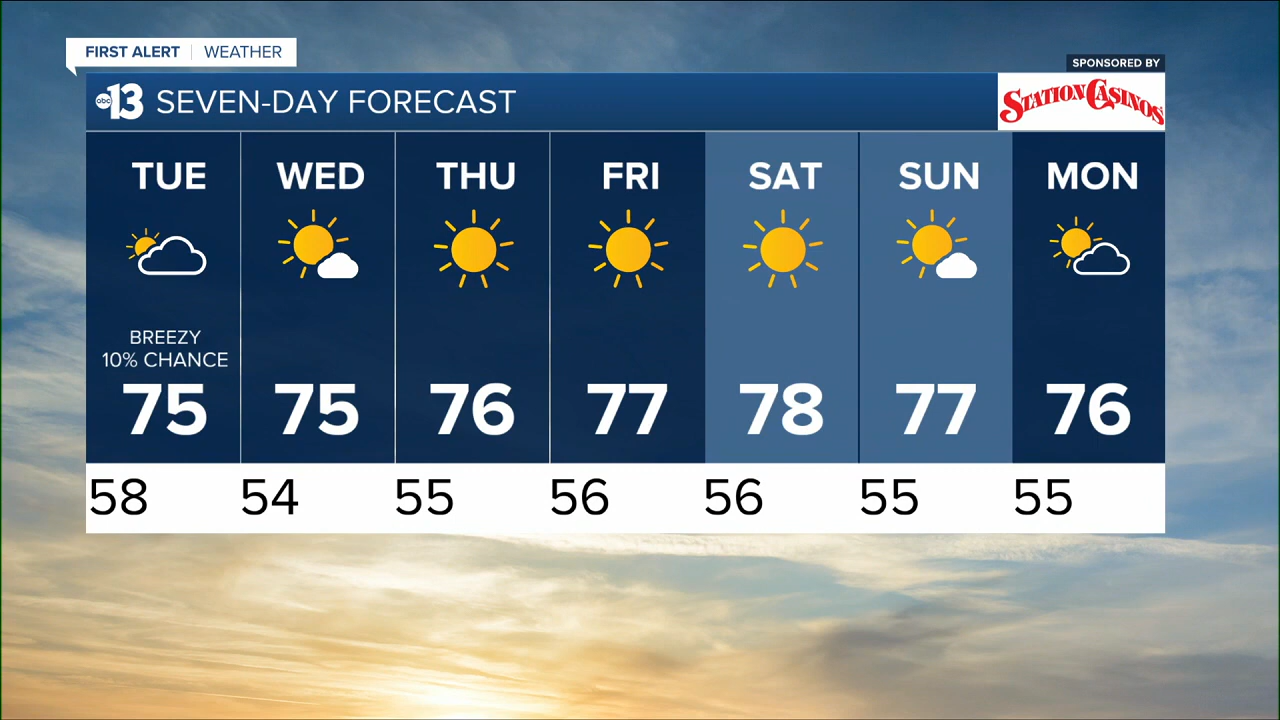 FIRST ALERT | WEATHER
SPONSORED BY
abc 13 SEVEN-DAY FORECAST
STATION CASINOS
TUE WED THU FRI SAT SUN MON
BREEZY
10% CHANCE
75 75 76 77 78 77 76
58 54 55 56 56 55 55